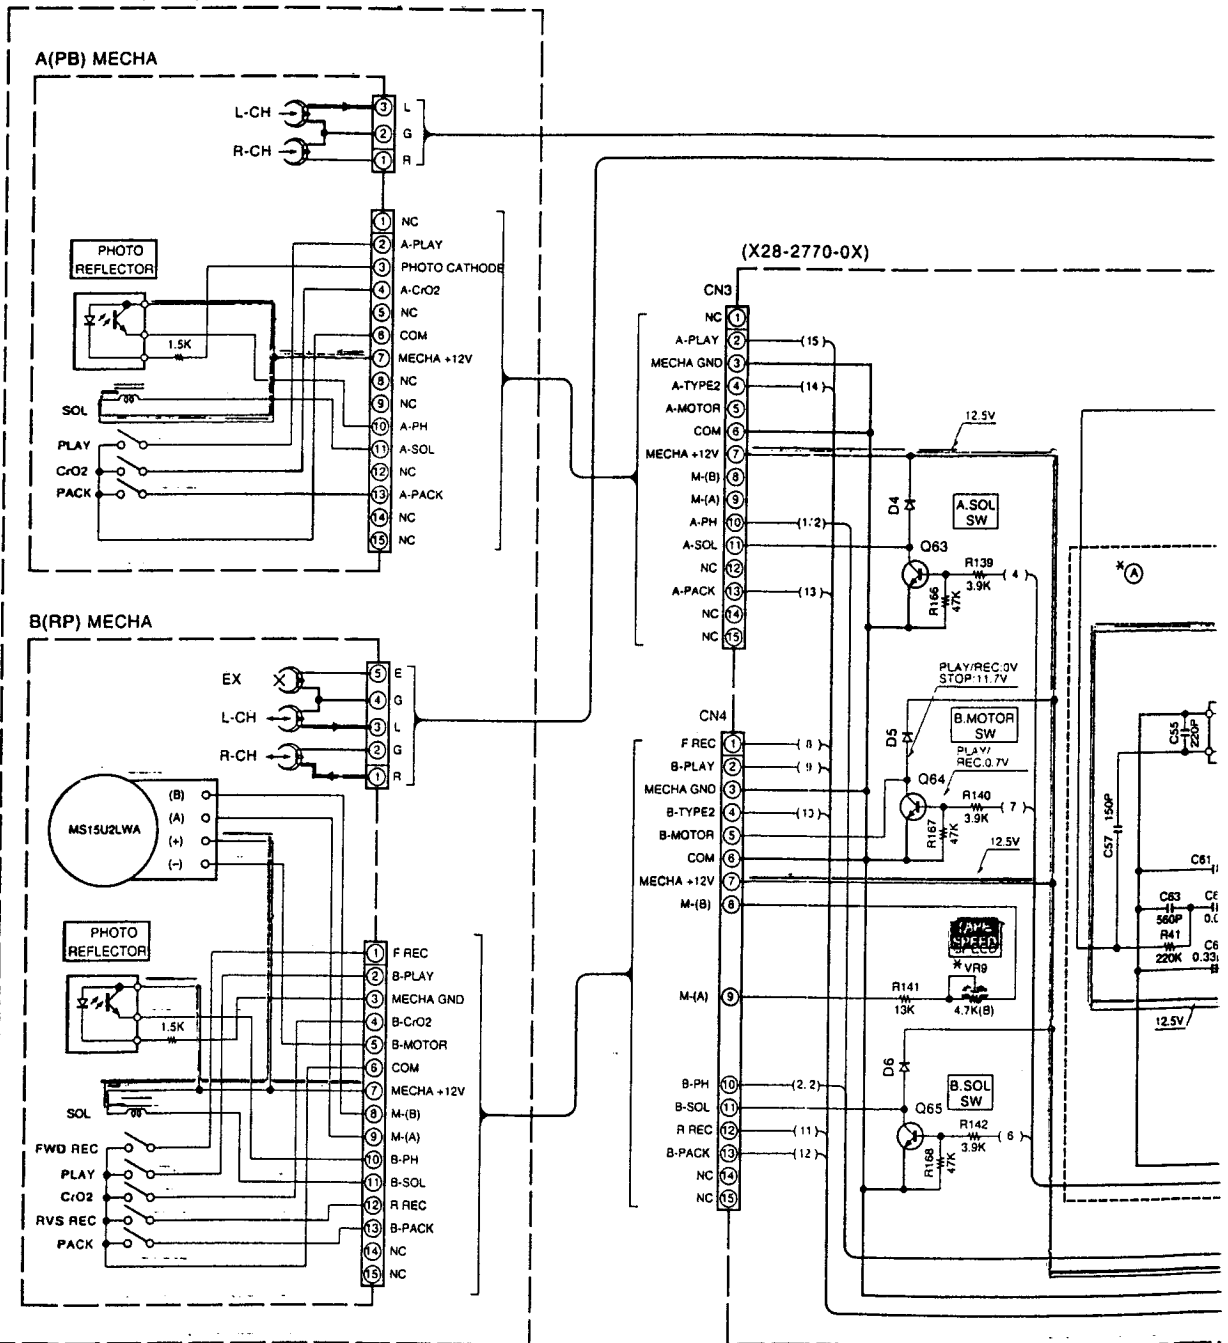 A(PB) MECHA
L-CH
R-CH
3 L
2 G
1 R
PHOTO
REFLECTOR
1.5K
SOL
PLAY
CrO2
PACK
1 NC
2 A-PLAY
3 PHOTO CATHODE
4 A-CrO2
5 NC
6 COM
7 MECHA +12V
8 NC
9 NC
10 A-PH
11 A-SOL
12 NC
13 A-PACK
14 NC
15 NC
B(RP) MECHA
EX
L-CH
R-CH
5 E
4 G
3 L
2 G
1 R
MS15U2LWA
(B)
(A)
(+)
(-)
PHOTO
REFLECTOR
1.5K
SOL
FWD REC
PLAY
CrO2
RVS REC
PACK
1 F REC
2 B-PLAY
3 MECHA GND
4 B-CrO2
5 B-MOTOR
6 COM
7 MECHA +12V
8 M-(B)
9 M-(A)
10 B-PH
11 B-SOL
12 R REC
13 B-PACK
14 NC
15 NC
(X28-2770-0X)
CN3
NC 1
A-PLAY 2 (15)
MECHA GND 3
A-TYPE2 4 (14)
A-MOTOR 5
COM 6
MECHA +12V 7
M-(B) 8
M-(A) 9
A-PH 10
A-SOL 11
NC 12
A-PACK 13 (13)
NC 14
NC 15
12.5V
D4
A.SOL
SW
Q63
R139
3.9K
(4)
R166
47K
CN4
F REC 1 (8)
B-PLAY 2 (9)
MECHA GND 3
B-TYPE2 4
B-MOTOR 5
COM 6
MECHA +12V 7
M-(B) 8
M-(A) 9
B-PH 10 (2.2)
B-SOL 11
R REC 12 (11)
B-PACK 13 (12)
NC 14
NC 15
PLAY/REC:0V
STOP:11.7V
D5
B.MOTOR
SW
PLAY/
REC:0.7V
Q64
R140
3.9K
(7)
R167
47K
12.5V
TAPE
SPEED
* VR9
4.7K(B)
R141
13K
D6
B.SOL
SW
Q65
R142
3.9K
(6)
R168
47K
* A
C55
220P
C57 150P
C61
C63
560P
R41
220K
0.33
12.5V